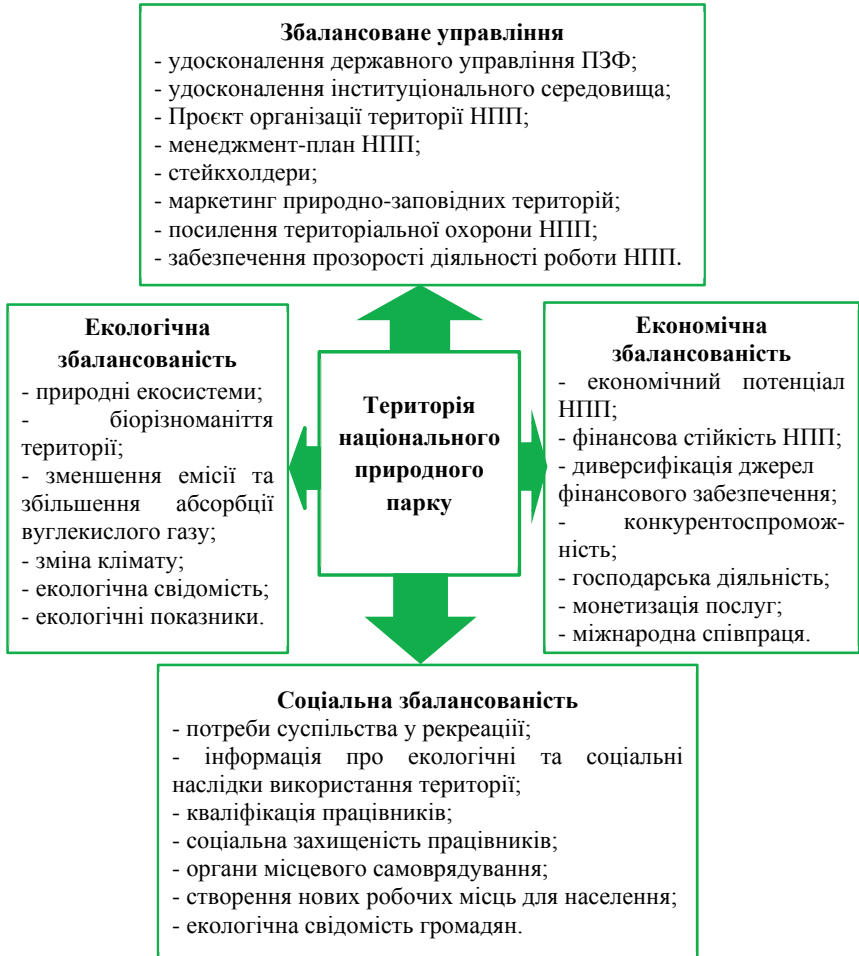 Збалансоване управління
- удосконалення державного управління ПЗФ;
- удосконалення інституціонального середовища;
- Проєкт організації території НПП;
- менеджмент-план НПП;
- стейкхолдери;
- маркетинг природно-заповідних територій;
- посилення територіальної охорони НПП;
- забезпечення прозорості діяльності роботи НПП.
Екологічна
збалансованість
- природні екосистеми;
- біорізноманіття
території;
- зменшення емісії та
збільшення абсорбції
вуглекислого газу;
- зміна клімату;
- екологічна свідомість;
- екологічні показники.
Територія
національного
природного
парку
Економічна
збалансованість
- економічний потенціал
НПП;
- фінансова стійкість НПП;
- диверсифікація джерел
фінансового забезпечення;
- конкурентоспромож-
ність;
- господарська діяльність;
- монетизація послуг;
- міжнародна співпраця.
Соціальна збалансованість
- потреби суспільства у рекреаціїї;
- інформація про екологічні та соціальні
наслідки використання території;
- кваліфікація працівників;
- соціальна захищеність працівників;
- органи місцевого самоврядування;
- створення нових робочих місць для населення;
- екологічна свідомість громадян.